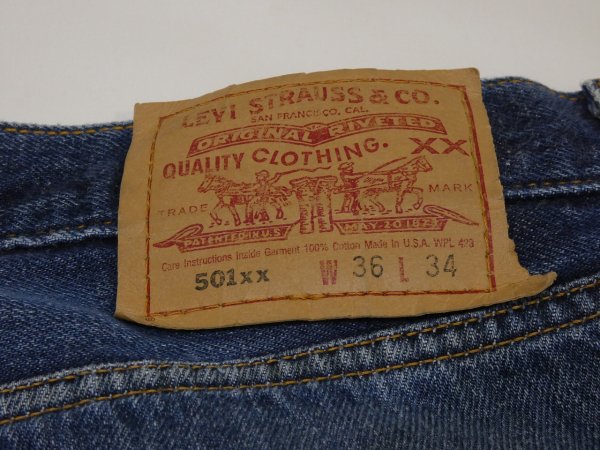 LEVI STRAUSS & CO.
SAN FRANCISCO, CAL.
ORIGINAL RIVETED
QUALITY CLOTHING. XX
TRADE MARK
PATENTED IN U.S. MAY 20 1873
Care Instructions Inside Garment 100% Cotton Made In U.S.A. WPL 423
501xx W 36 L 34